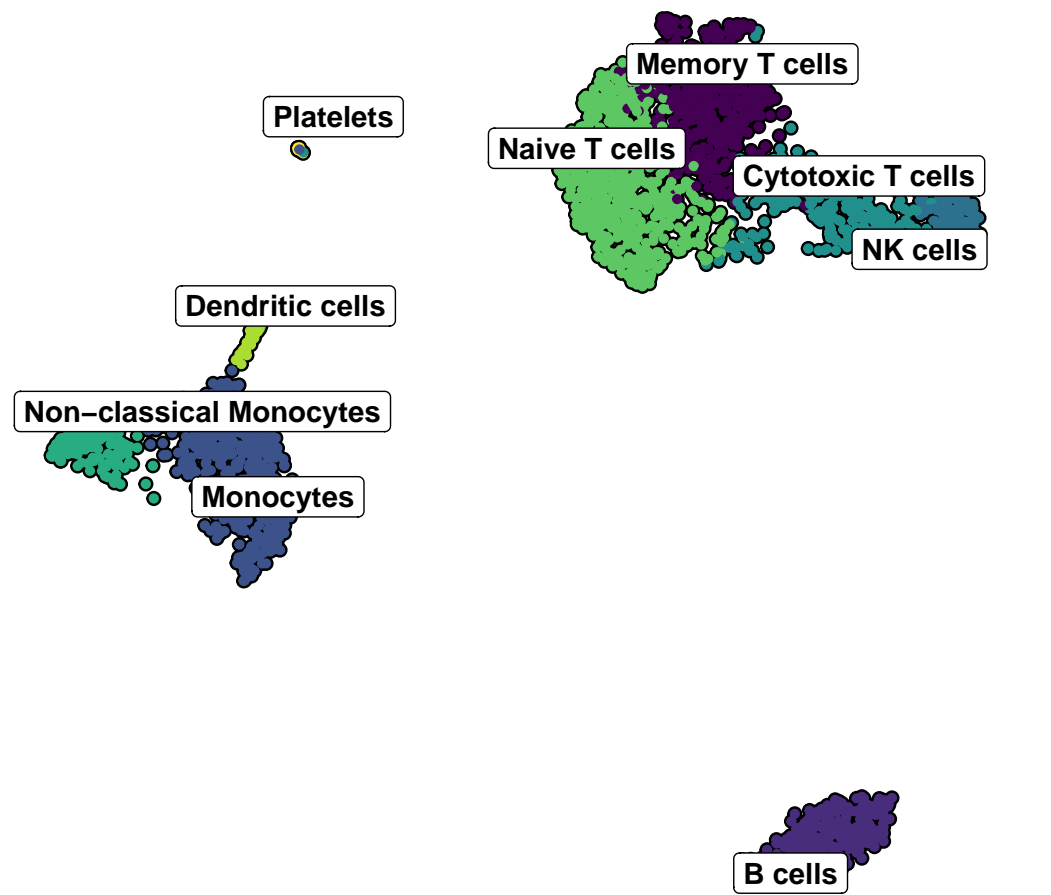 Memory T cells
Platelets
Naive T cells
Cytotoxic T cells
NK cells
Dendritic cells
Non−classical Monocytes
Monocytes
B cells